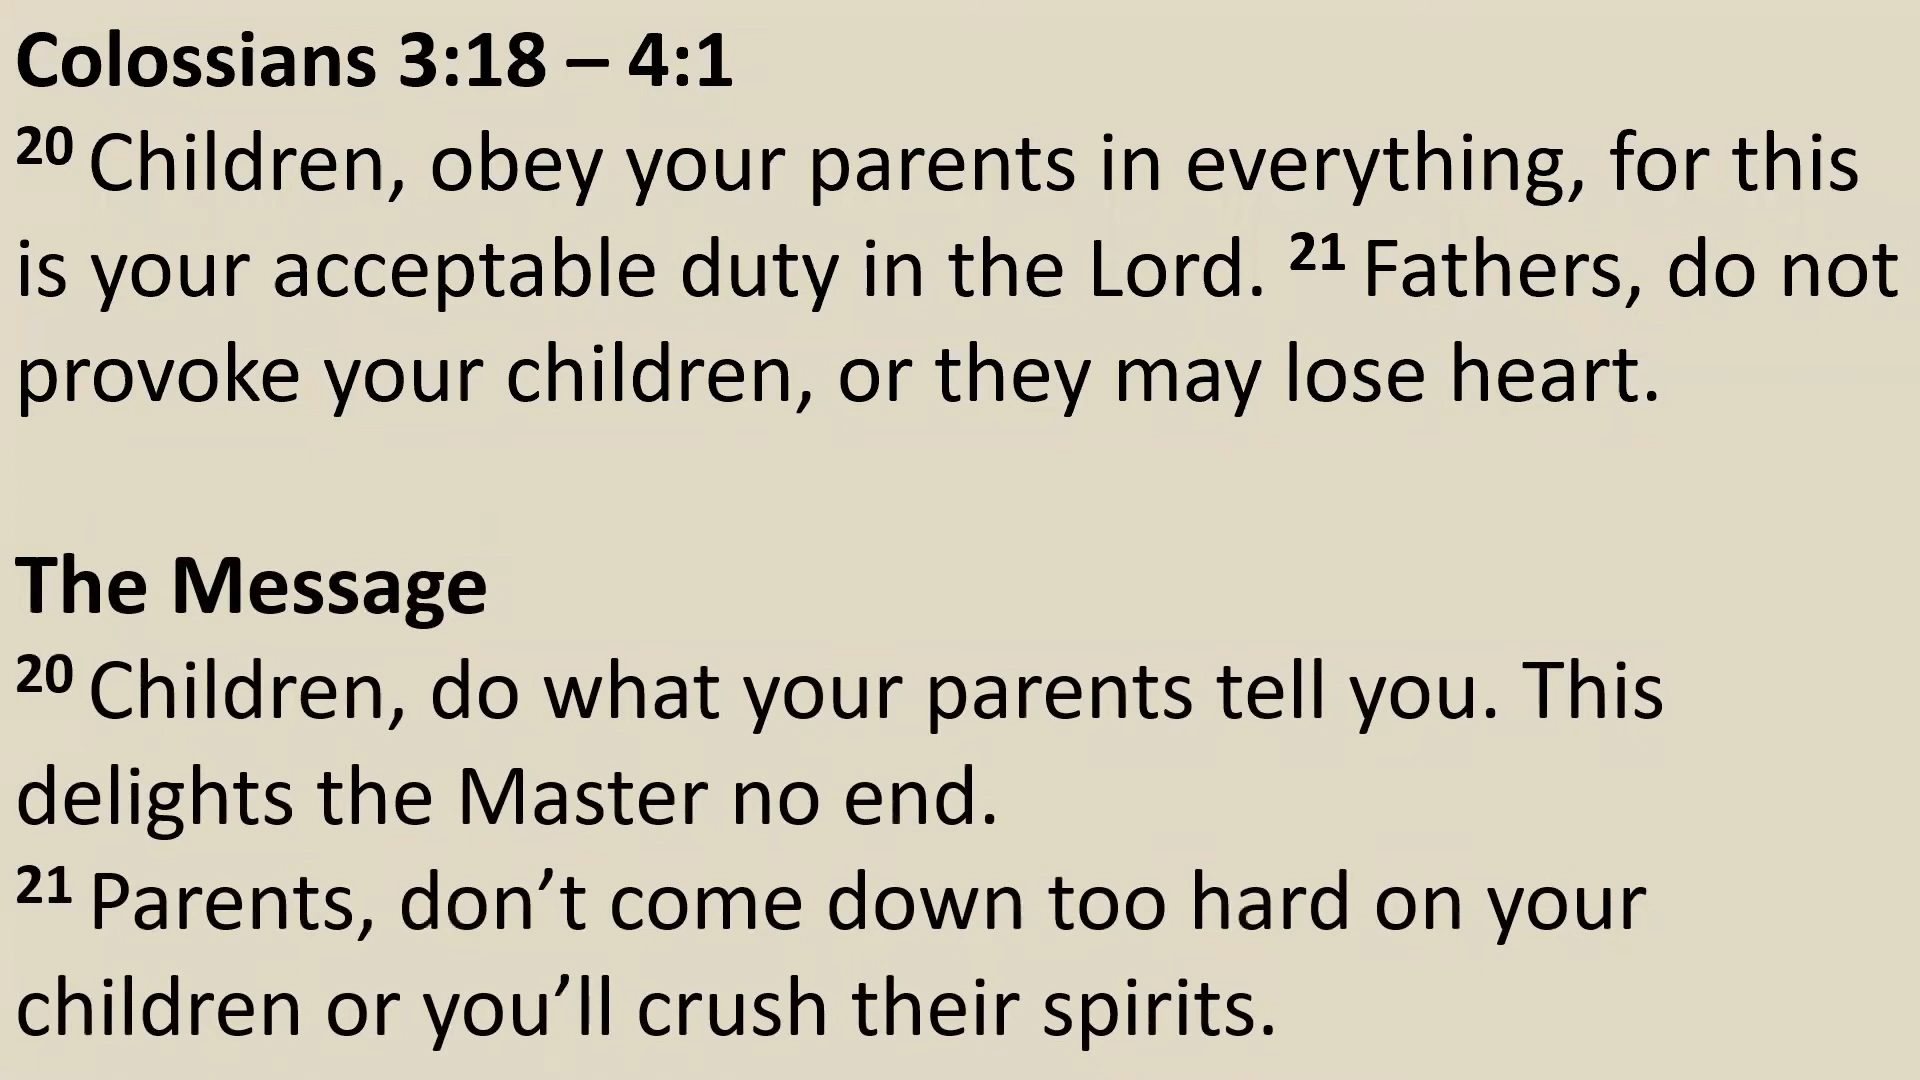 Colossians 3:18 – 4:1
20 Children, obey your parents in everything, for this
is your acceptable duty in the Lord. 21 Fathers, do not
provoke your children, or they may lose heart.
The Message
20 Children, do what your parents tell you. This
delights the Master no end.
21 Parents, don’t come down too hard on your
children or you’ll crush their spirits.